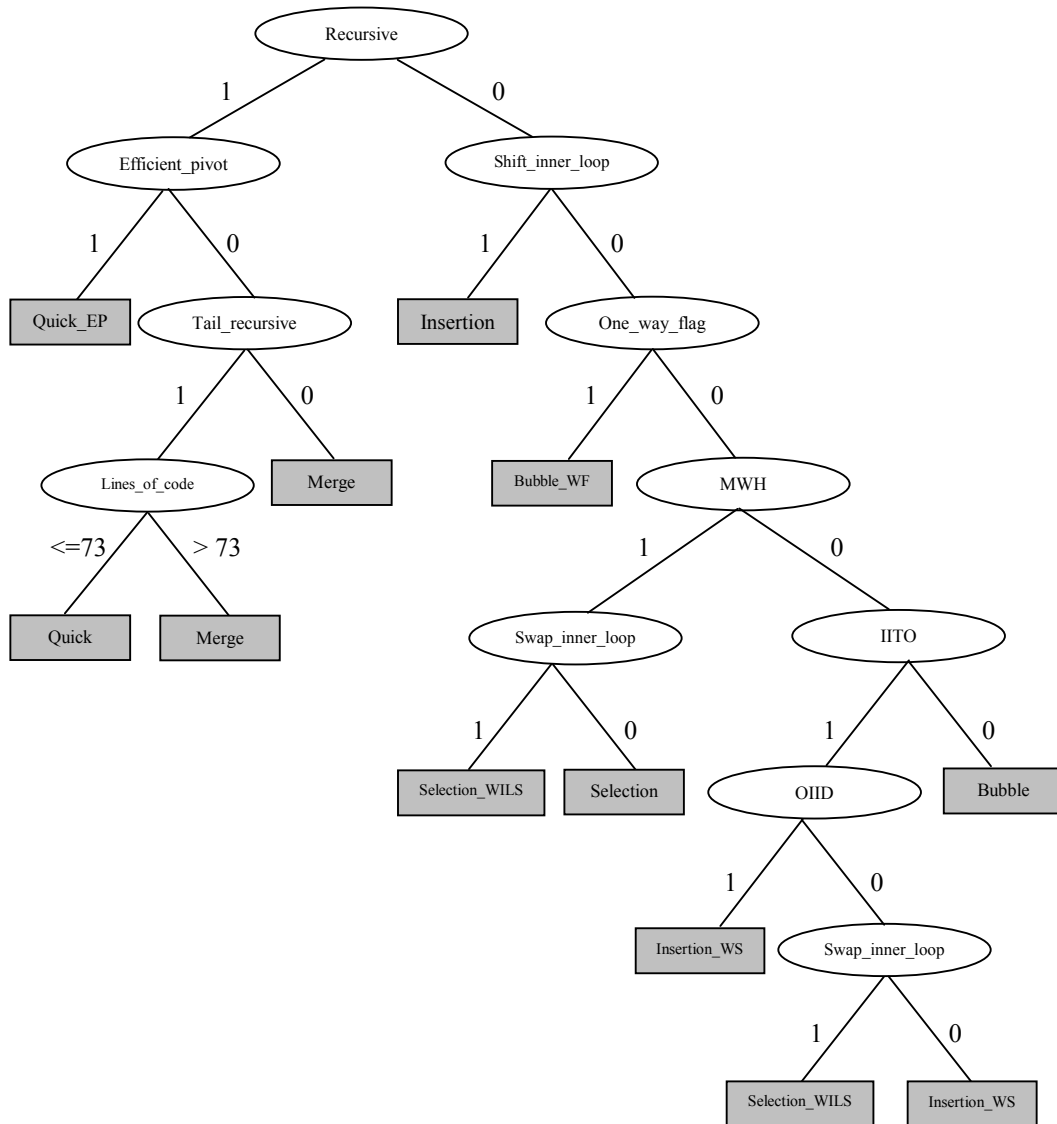 Recursive
1 0
Efficient_pivot Shift_inner_loop
1 0 1 0
Quick_EP Tail_recursive Insertion One_way_flag
1 0 1 0
Lines_of_code Merge Bubble_WF MWH
<=73 > 73 1 0
Quick Merge Swap_inner_loop IITO
1 0 1 0
Selection_WILS Selection OIID Bubble
1 0
Insertion_WS Swap_inner_loop
1 0
Selection_WILS Insertion_WS